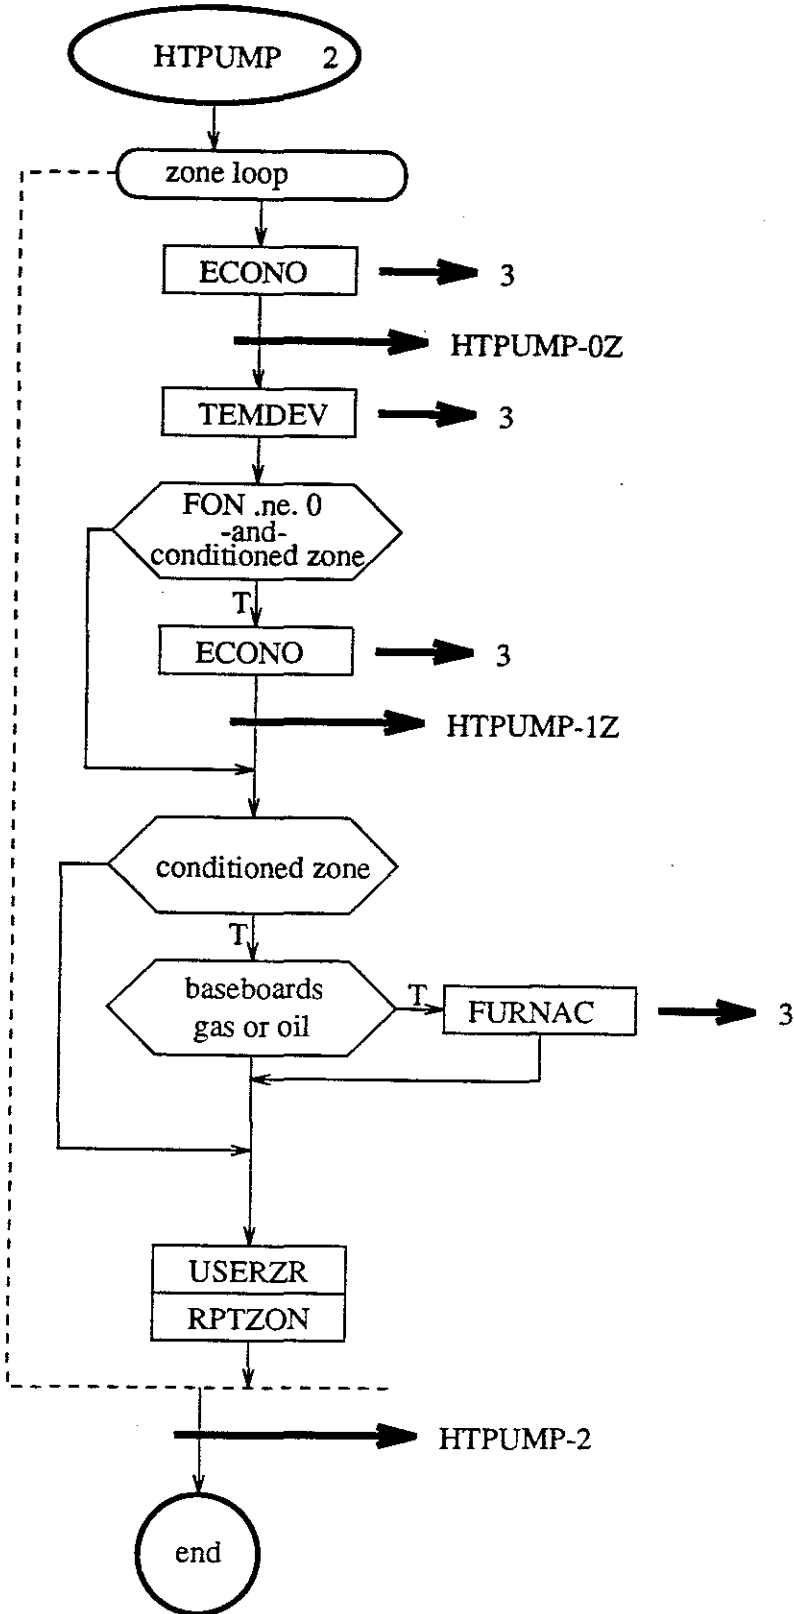 HTPUMP 2
zone loop
ECONO 3
HTPUMP-0Z
TEMDEV 3
FON .ne. 0
-and-
conditioned zone
T
ECONO 3
HTPUMP-1Z
conditioned zone
T
baseboards
gas or oil
T
FURNAC 3
USERZR
RPTZON
HTPUMP-2
end